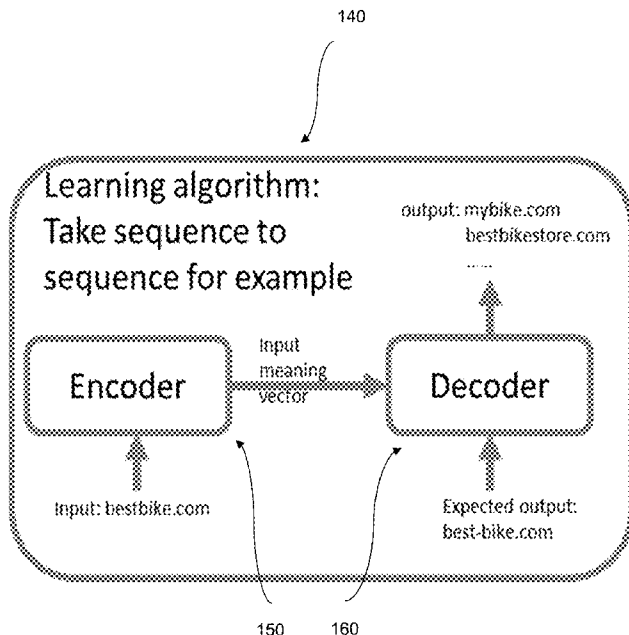 140
Learning algorithm:
Take sequence to
sequence for example
output: mybike.com
bestbikestore.com
......
Encoder
Input
meaning
vector
Decoder
Input: bestbike.com
Expected output:
best-bike.com
150
160